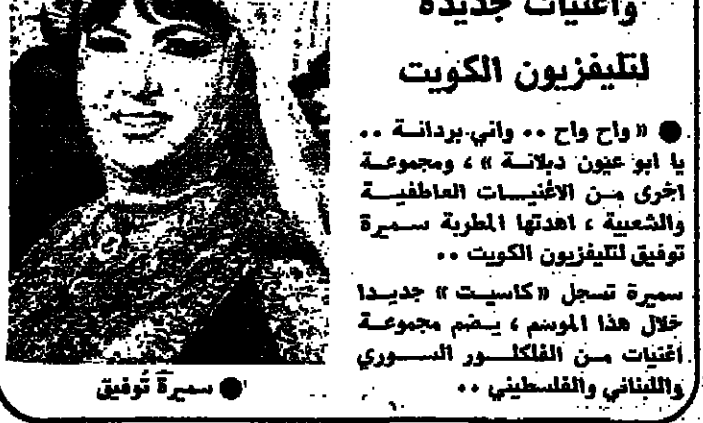 واغنيات جديدة
لتليفزيون الكويت
● « واح واح .. واني بردانة ..
يا ابو عيون دبلانة » ، ومجموعة
اخرى من الاغنيات العاطفية
والشعبية ، اهدتها المطربة سميرة
توفيق لتليفزيون الكويت ..
سميرة تسجل «كاسيت» جديدا
خلال هذا الموسم ، يضم مجموعة
اغنيات من الفلكلور السوري
واللبناني والفلسطيني ..
● سميرة توفيق